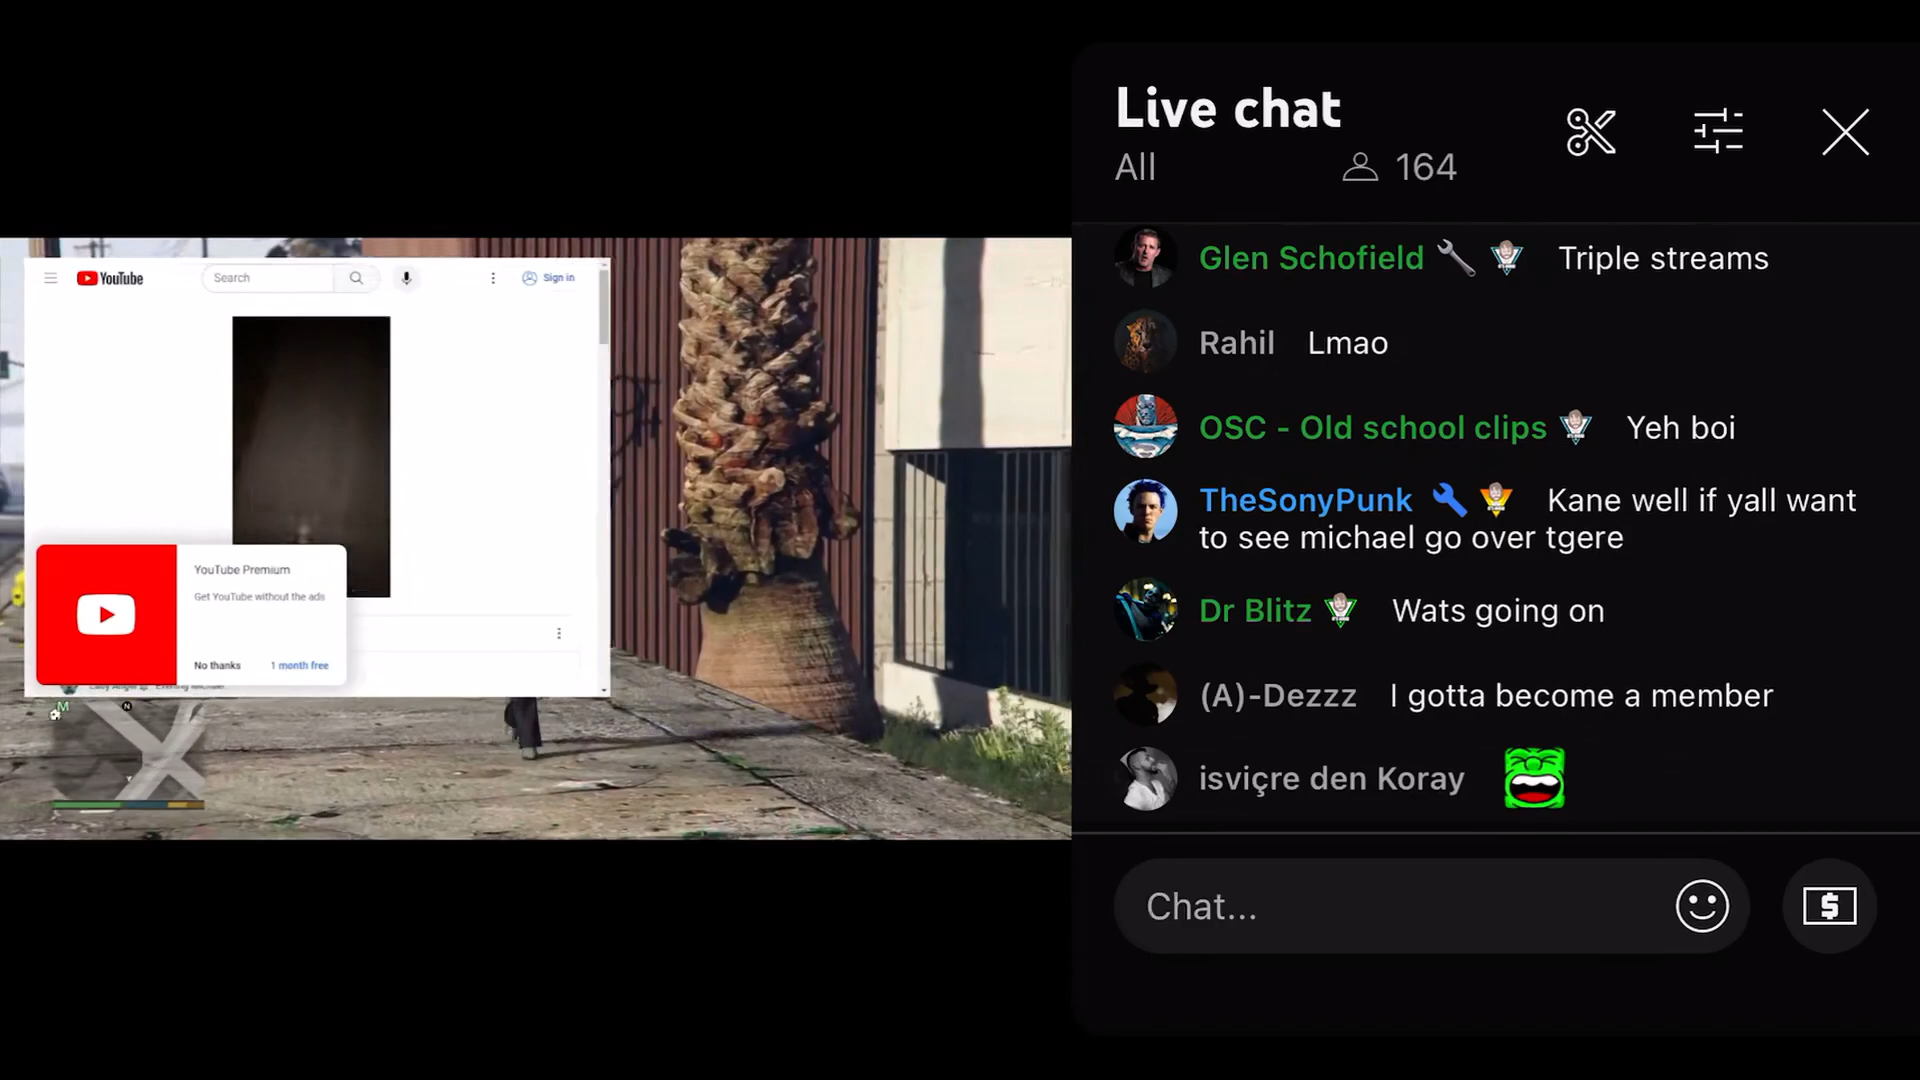 YouTube
Search
Sign in
YouTube Premium
Get YouTube without the ads
No thanks 1 month free
M
N
Live chat
All 164
Glen Schofield Triple streams
Rahil Lmao
OSC - Old school clips Yeh boi
TheSonyPunk Kane well if yall want
to see michael go over tgere
Dr Blitz Wats going on
(A)-Dezzz I gotta become a member
isviçre den Koray
Chat...